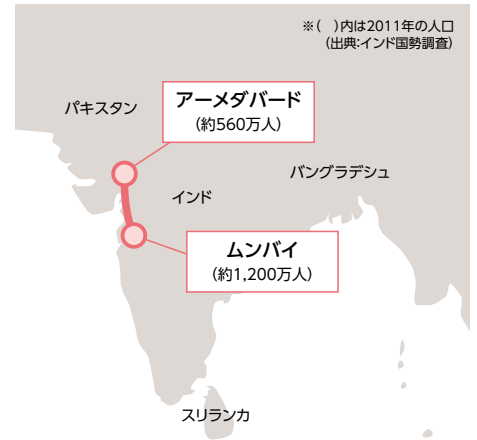 ※(　)内は2011年の人口
(出典:インド国勢調査)
アーメダバード
(約560万人)
パキスタン
バングラデシュ
インド
ムンバイ
(約1,200万人)
スリランカ